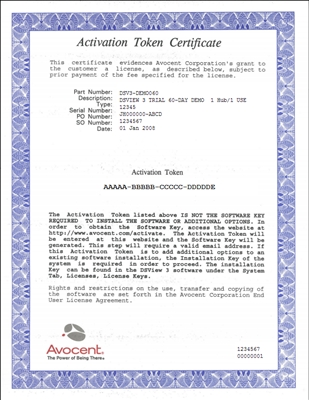 Activation Token Certificate
This certificate evidences Avocent Corporation's grant to
the customer a license, as described below, subject to
prior payment of the fee specified for the license.
Part Number: DSV3-DEMO060
Description: DSVIEW 3 TRIAL 60-DAY DEMO 1 Hub/1 USE
Type:
Serial Number: 12345
PO Number: JH000000-ABCD
SO Number: 1234567
Date: 01 Jan 2008
Activation Token
AAAAA-BBBBB-CCCCC-DDDDDE
The Activation Token listed above IS NOT THE SOFTWARE KEY
REQUIRED TO INSTALL THE SOFTWARE OR ADDITIONAL OPTIONS. In
order to obtain the Software Key, access the website at
http://www.avocent.com/activate. The Activation Token will
be entered at this website and the Software Key will be
generated. This step will require a valid email address. If
this Activation Token is to add additional options to an
existing software installation, the Installation Key of the
system is required in order to proceed. The installation
Key can be found in the DSView 3 software under the System
Tab, Licenses, License Keys.
Rights and restrictions on the use, transfer and copying of
the software are set forth in Avocent Corporation End
User License Agreement.
Avocent.
The Power of Being There®
1234567
00000001